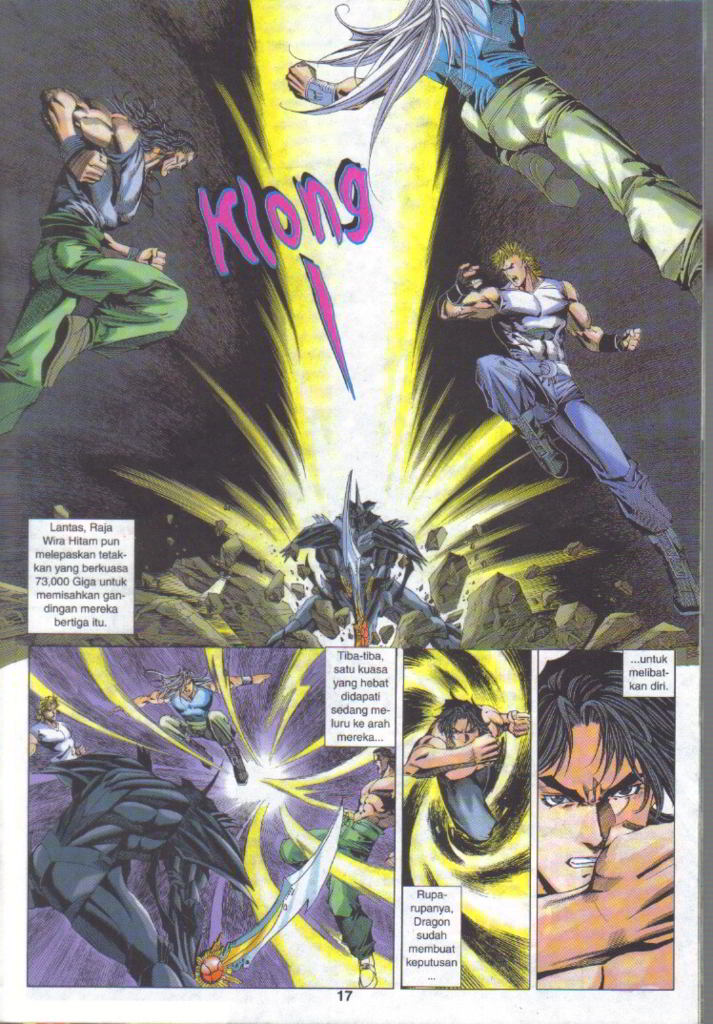 Klong
!
Lantas, Raja
Wira Hitam pun
melepaskan tetak-
kan yang berkuasa
73,000 Giga untuk
memisahkan gan-
dingan mereka
bertiga itu.
Tiba-tiba,
satu kuasa
yang hebat
didapati
sedang me-
luru ke arah
mereka...
Rupa-
rupanya,
Dragon
sudah
membuat
keputusan
...
...untuk
melibat-
kan diri.
17